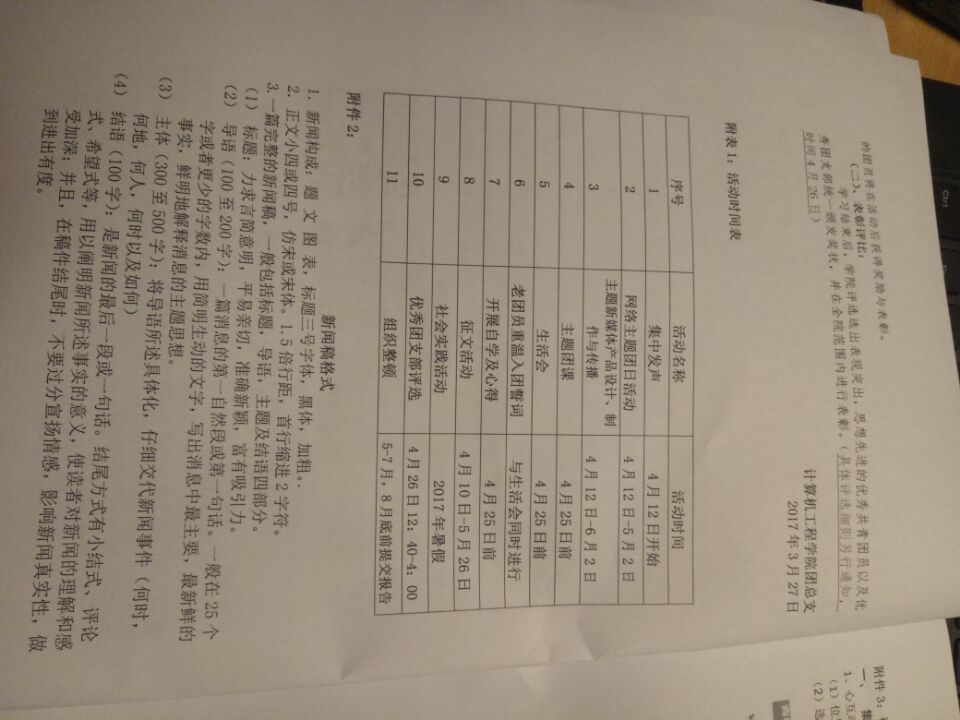 的团员将在活动后获得奖励与表彰。
（二）、表彰评比：
学习结束后，学院评选选出表现突出，思想先进的优秀共青团员以及优
秀团支部统一颁发奖状，并在全院范围内进行表彰。（具体评选细则另行通知，
时间4月26日）
计算机工程学院团总支
2017年3月27日
附表1：活动时间表
序号 活动名称 活动时间
1 集中发声 4月12日开始
2 网络主题团日活动 4月12日-5月2日
3 主题新媒体产品设计、制
作与传播 4月12日-6月2日
4 主题团课 4月25日前
5 生活会 4月25日前
6 老团员重温入团誓词 与生活会同时进行
7 开展自学及心得 4月25日前
8 征文活动 4月10日-5月26日
9 社会实践活动 2017年暑假
10 优秀团支部评选 4月26日12：40-4：00
11 组织整顿 5-7月，8月底前提交报告
附件2：
新闻稿格式
1. 新闻构成：题 文 图 表，标题三号字体，黑体，加粗。.
2. 正文小四或四号，仿宋或宋体。1.5倍行距，首行缩进2字符。
3.一篇完整的新闻稿，一般包括标题，导语，主题及结语四部分。
（1） 标题：力求言简意明，平易亲切，准确新颖，富有吸引力。
（2） 导语（100至200字）：一篇消息的第一自然段或第一句话。一般在25个
字或者更少的字数内，用简明生动的文字，写出消息中最主要，最新鲜的
事实，鲜明地解释消息的主题思想。
（3） 主体（300至500字）：将导语所述具体化，仔细交代新闻事件（何时，
何地，何人，何时以及如何）
（4） 结语（100字）：是新闻的最后一段或一句话。结尾方式有小结式、评论
式、希望式等，用以阐明新闻所述事实的意义，使读者对新闻的理解和感
受加深；并且，在稿件结尾时，不要过分宣扬情感，影响新闻真实性，做
到进出有度。
附件3：
一、集
1、心互
（1）位
（2）选
Ctrl